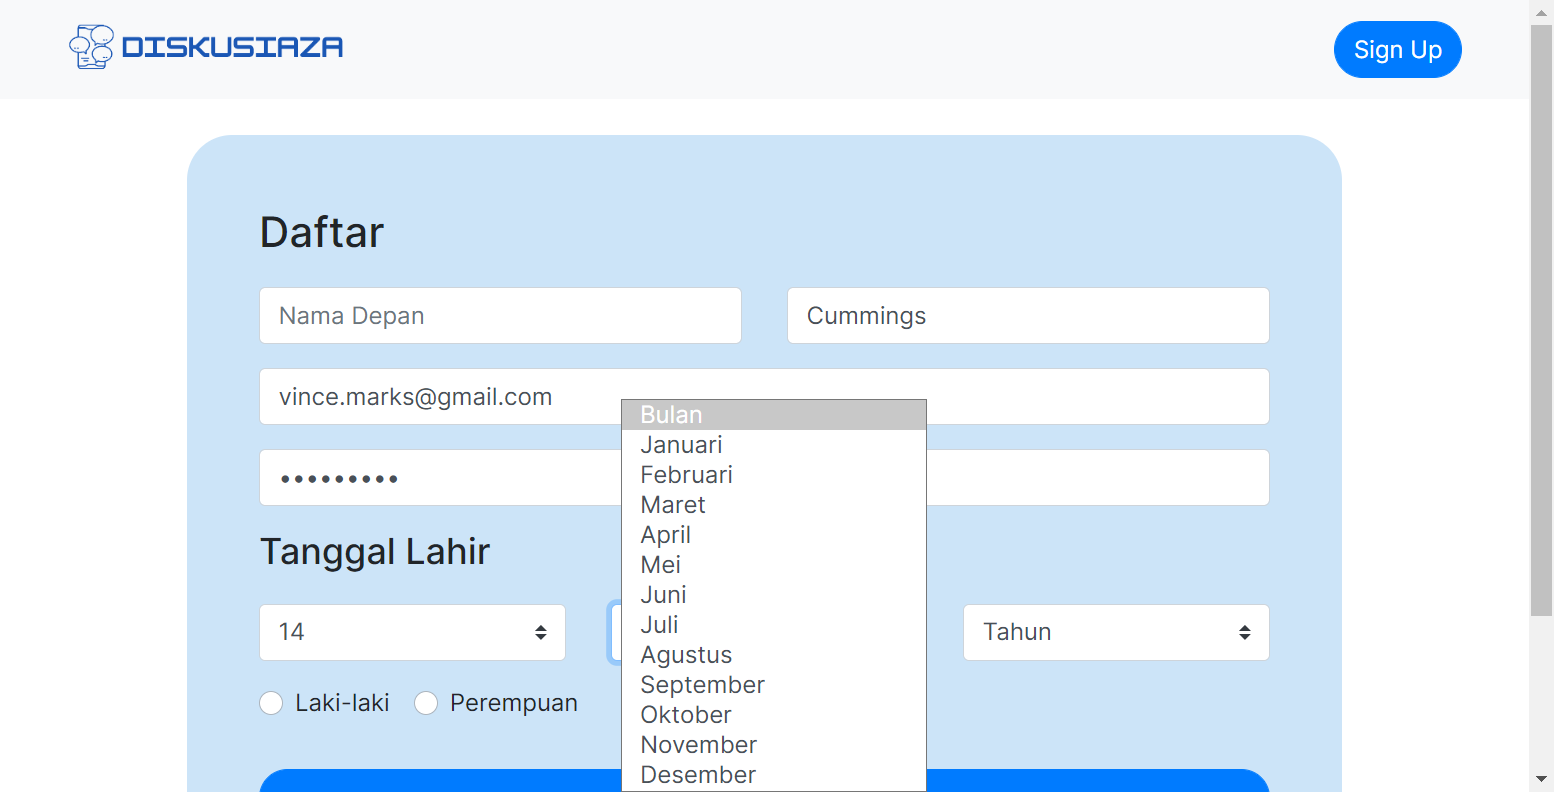 DISKUSIAZA
Sign Up
Daftar
Nama Depan
Cummings
vince.marks@gmail.com
•••••••••
Tanggal Lahir
14
Bulan
Januari
Februari
Maret
April
Mei
Juni
Juli
Agustus
September
Oktober
November
Desember
Tahun
Laki-laki
Perempuan